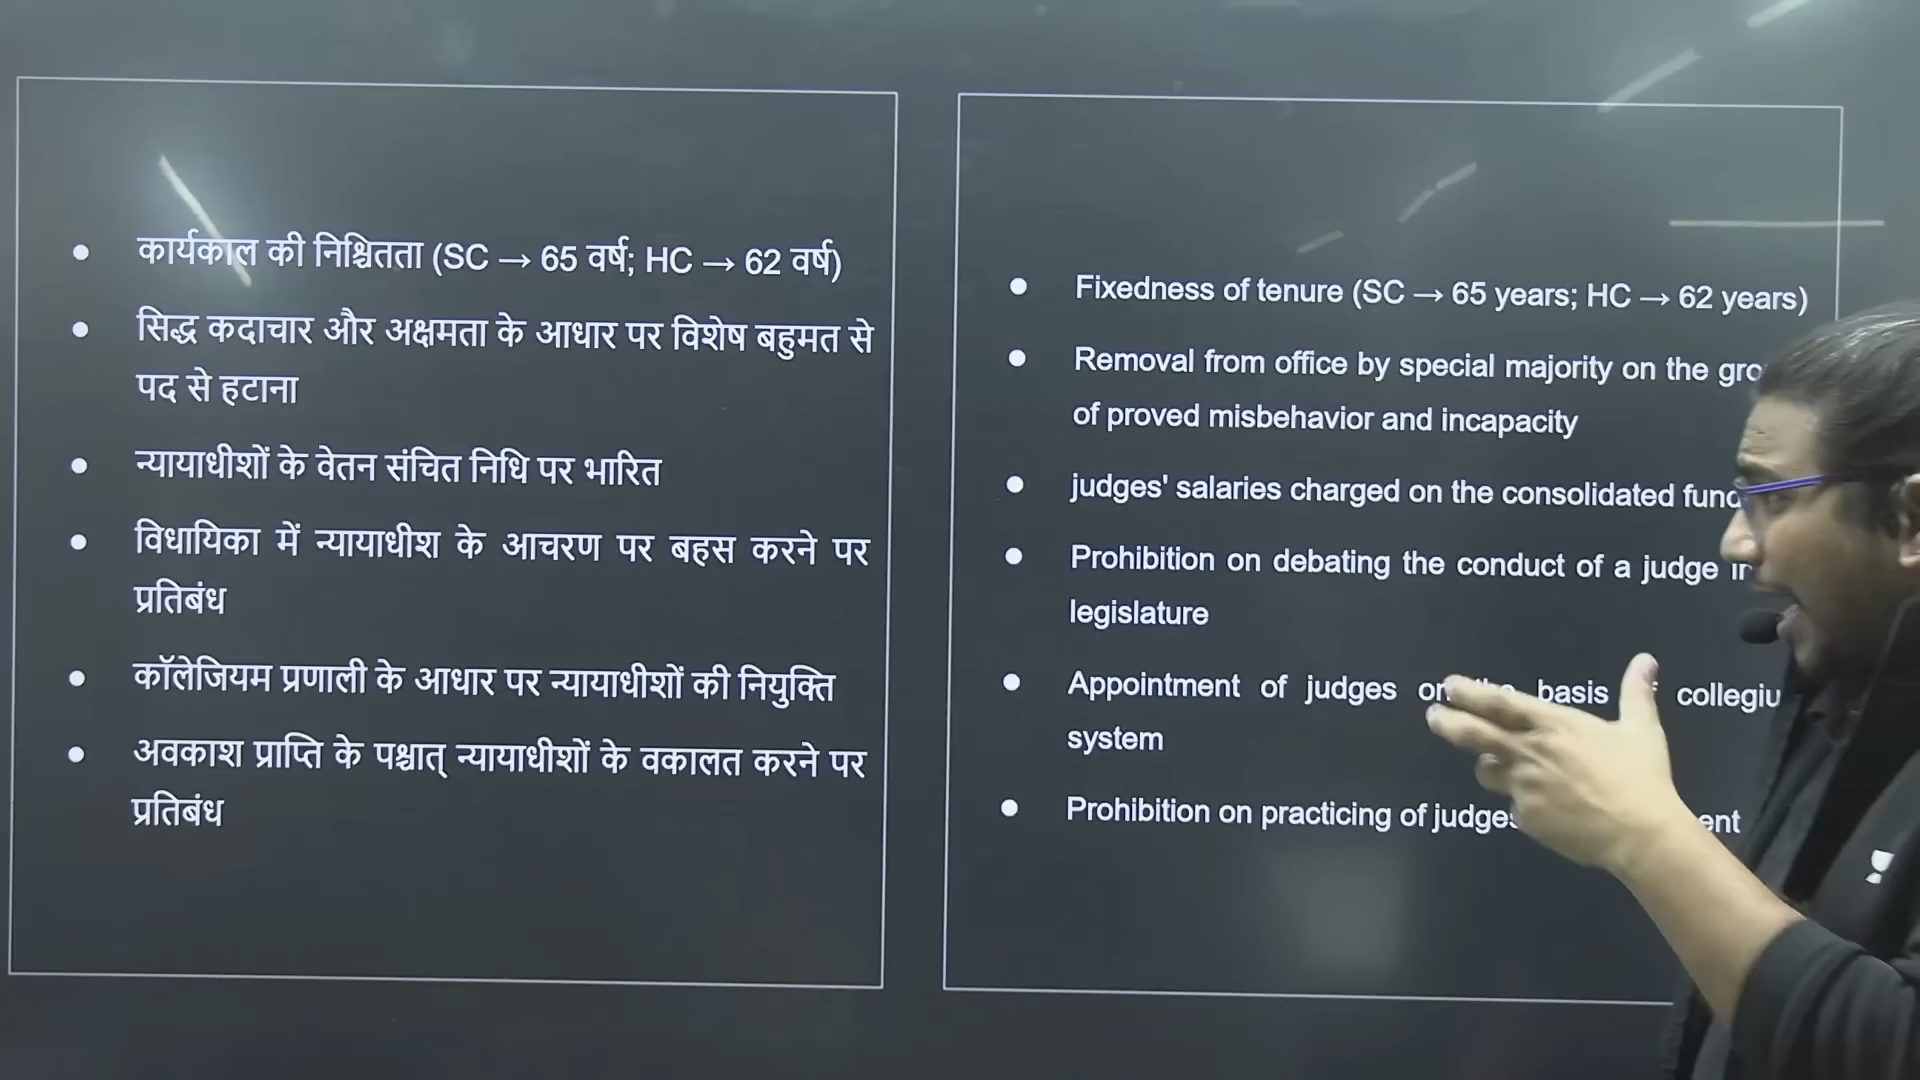 • कार्यकाल की निश्चितता (SC → 65 वर्ष; HC → 62 वर्ष)
• सिद्ध कदाचार और अक्षमता के आधार पर विशेष बहुमत से
पद से हटाना
• न्यायाधीशों के वेतन संचित निधि पर भारित
• विधायिका में न्यायाधीश के आचरण पर बहस करने पर
प्रतिबंध
• कॉलेजियम प्रणाली के आधार पर न्यायाधीशों की नियुक्ति
• अवकाश प्राप्ति के पश्चात् न्यायाधीशों के वकालत करने पर
प्रतिबंध
• Fixedness of tenure (SC → 65 years; HC → 62 years)
• Removal from office by special majority on the
of proved misbehavior and incapacity
• judges' salaries charged on the consolidated
• Prohibition on debating the conduct of a judge
legislature
• Appointment of judges on the basis
system
• Prohibition on practicing of judges